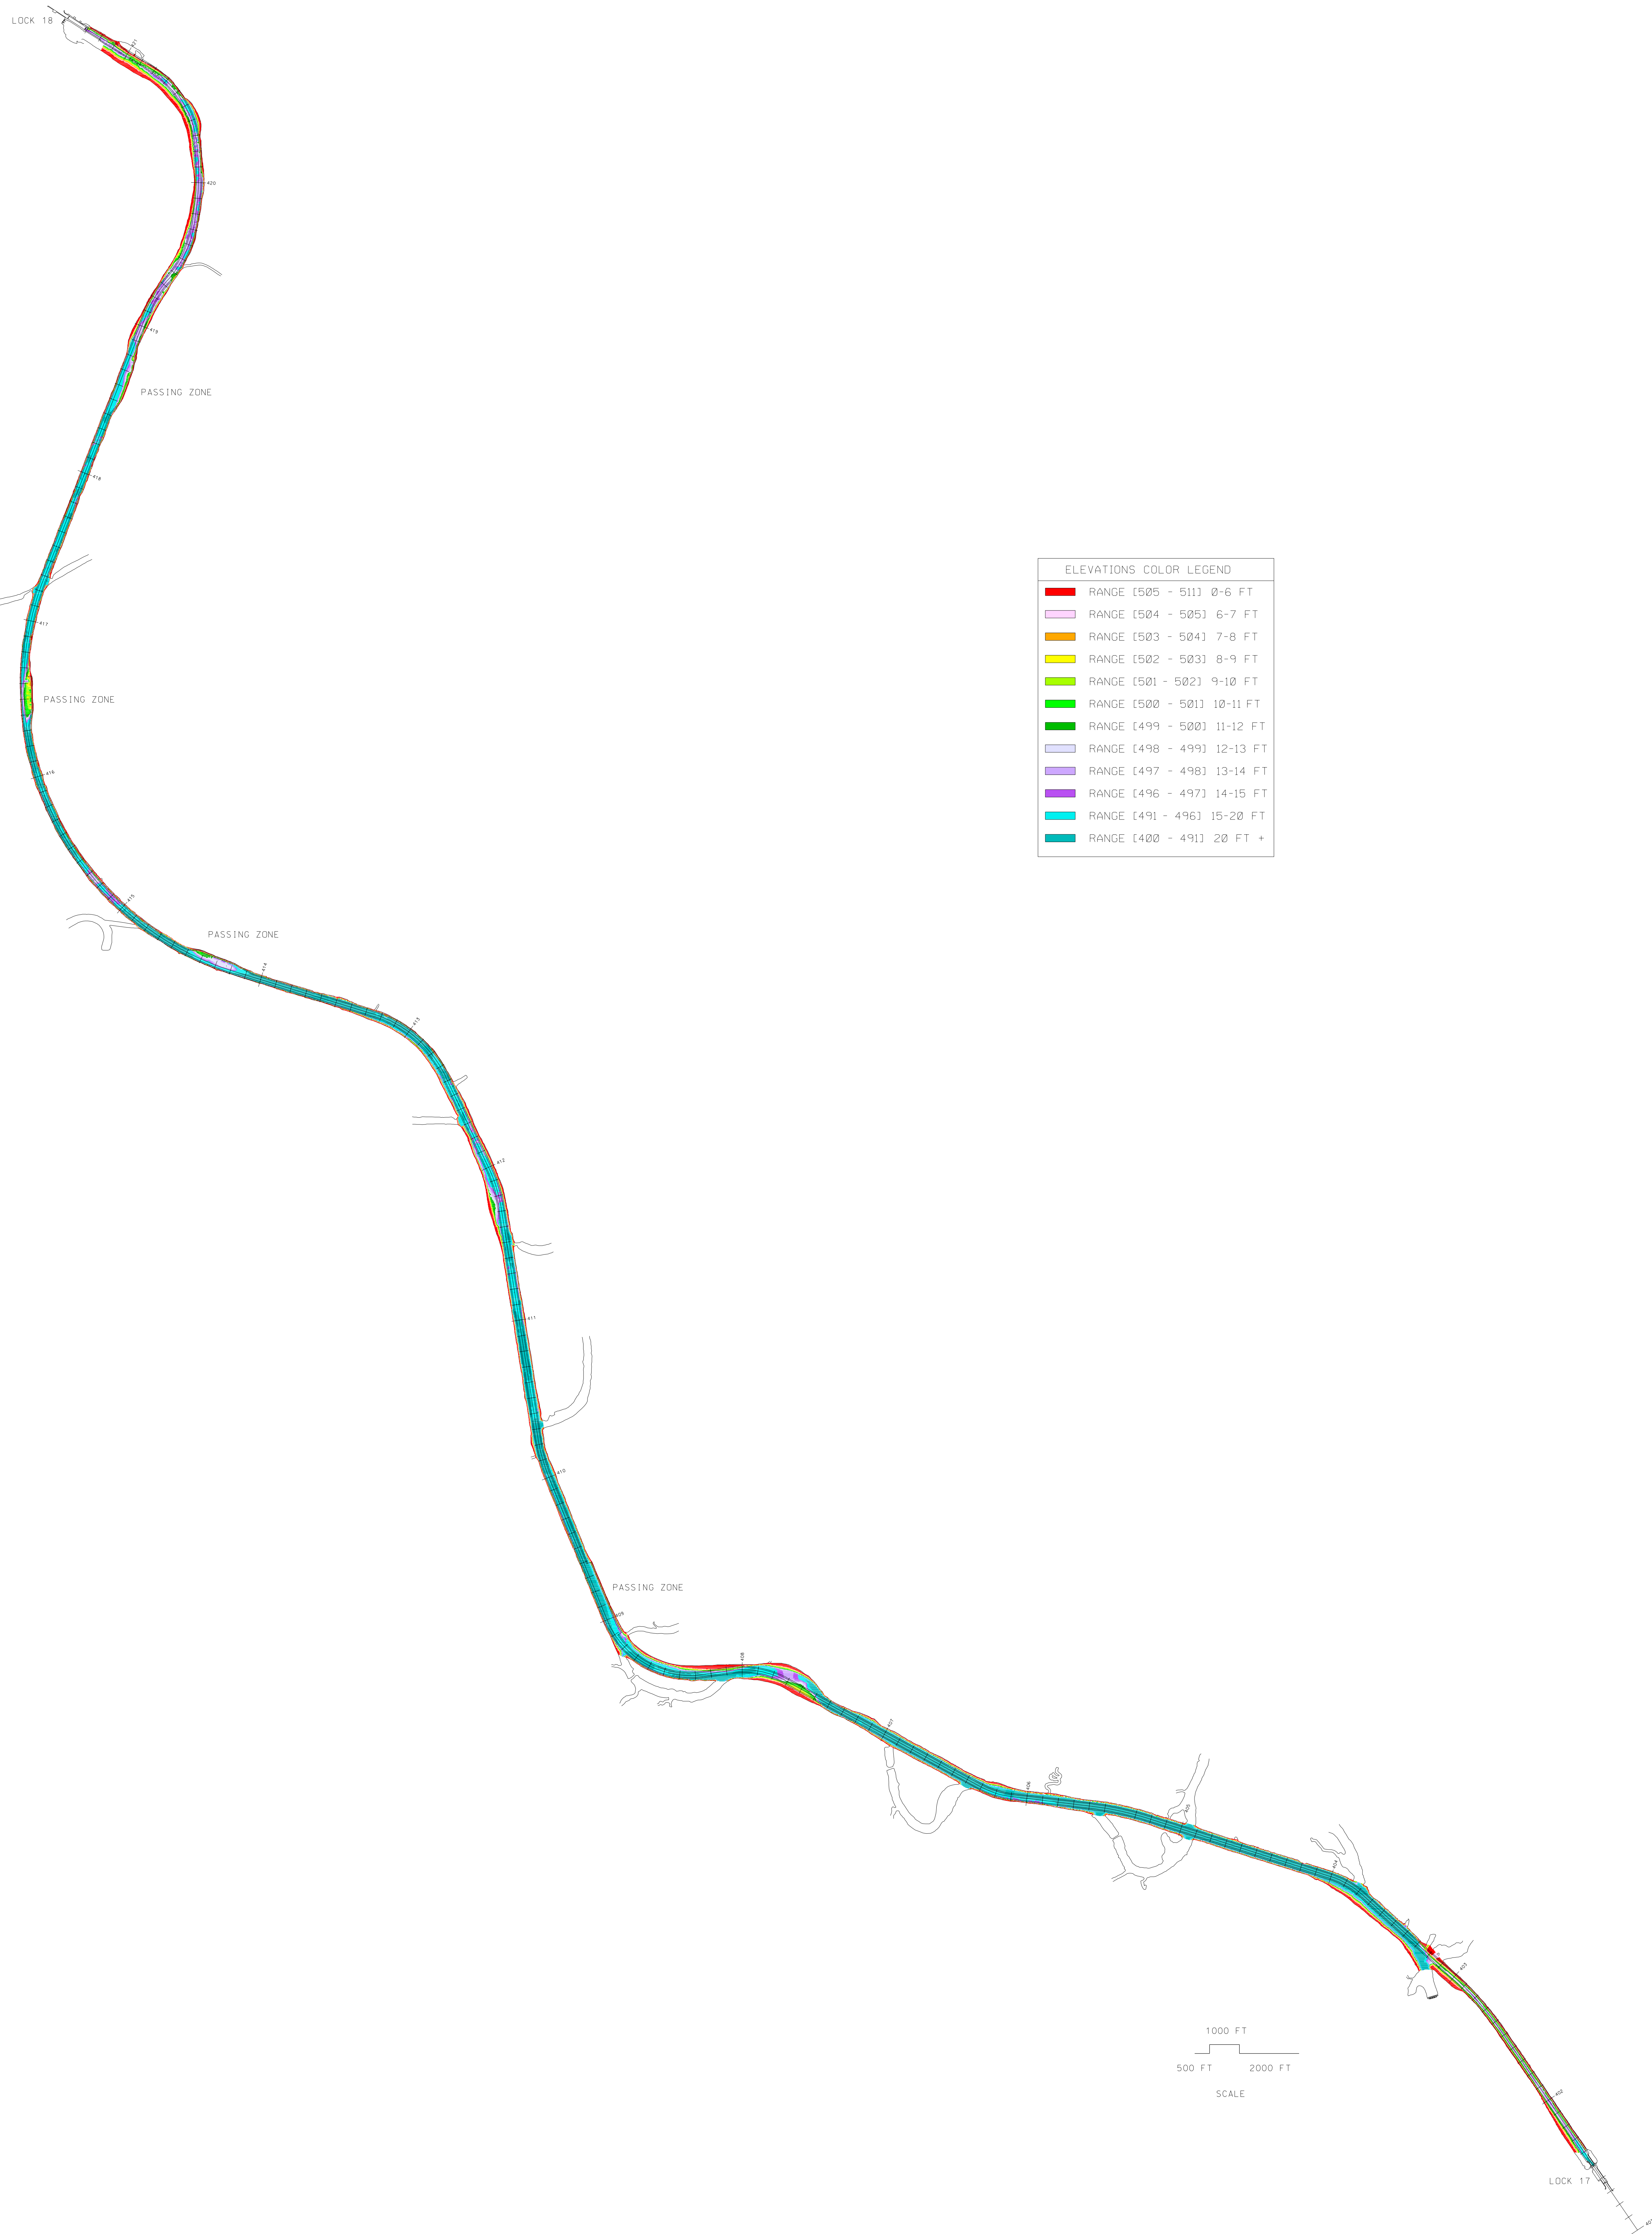 LOCK 18
421
420
419
PASSING ZONE
418
417
PASSING ZONE
416
415
PASSING ZONE
414
413
412
411
410
PASSING ZONE
409
408
407
406
405
404
403
402
LOCK 17
ELEVATIONS COLOR LEGEND
RANGE [505 - 511] 0-6 FT
RANGE [504 - 505] 6-7 FT
RANGE [503 - 504] 7-8 FT
RANGE [502 - 503] 8-9 FT
RANGE [501 - 502] 9-10 FT
RANGE [500 - 501] 10-11 FT
RANGE [499 - 500] 11-12 FT
RANGE [498 - 499] 12-13 FT
RANGE [497 - 498] 13-14 FT
RANGE [496 - 497] 14-15 FT
RANGE [491 - 496] 15-20 FT
RANGE [400 - 491] 20 FT +
1000 FT
500 FT 2000 FT
SCALE